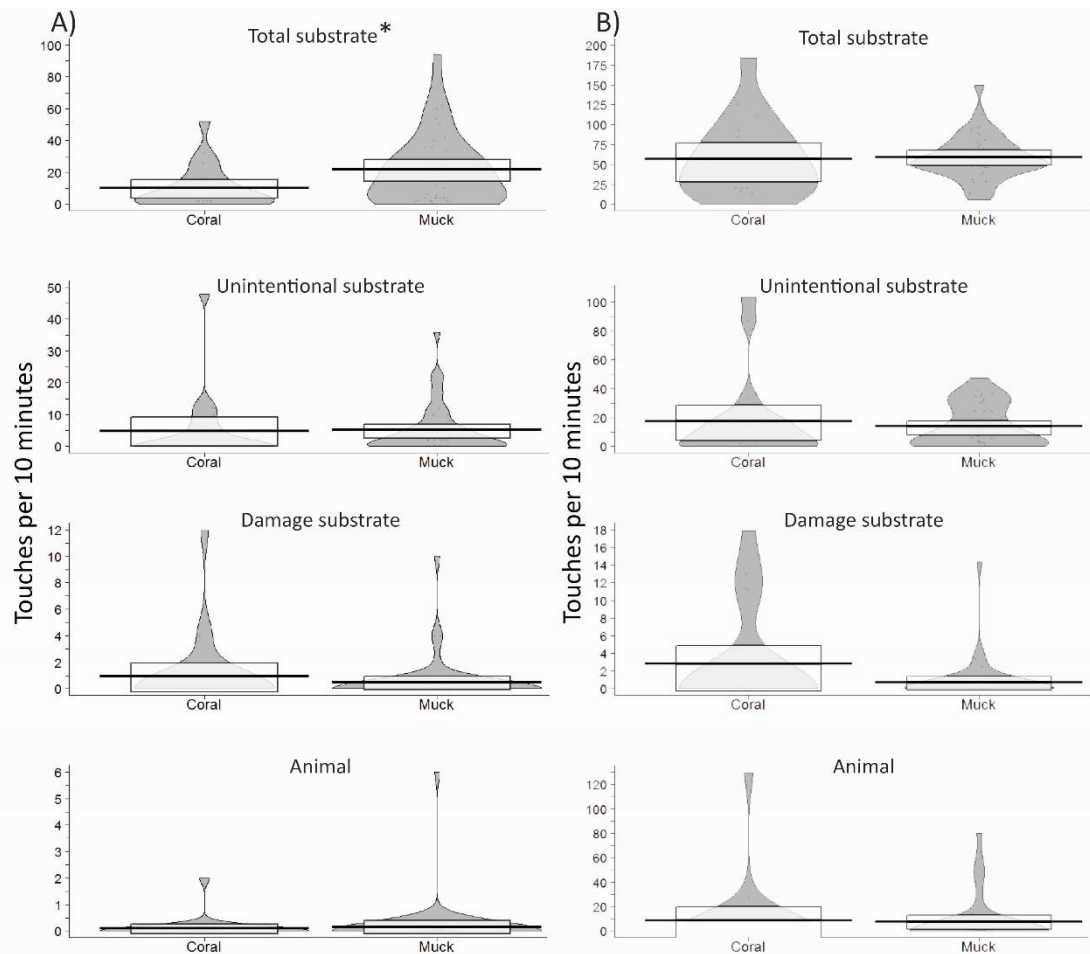 A)
Total substrate*
100
80
60
40
20
0
Coral Muck
Unintentional substrate
50
40
30
20
10
0
Coral Muck
Damage substrate
12
10
8
6
4
2
0
Coral Muck
Animal
6
5
4
3
2
1
0
Coral Muck
Touches per 10 minutes
B)
Total substrate
200
175
150
125
100
75
50
25
0
Coral Muck
Unintentional substrate
100
80
60
40
20
0
Coral Muck
Damage substrate
18
16
14
12
10
8
6
4
2
0
Coral Muck
Animal
120
100
80
60
40
20
0
Coral Muck
Touches per 10 minutes